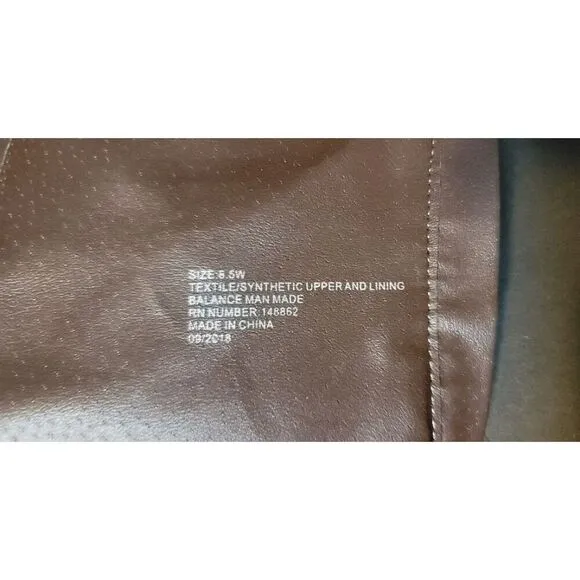 SIZE:8.5W
TEXTILE/SYNTHETIC UPPER AND LINING
BALANCE MAN MADE
RN NUMBER:148862
MADE IN CHINA
09/2018